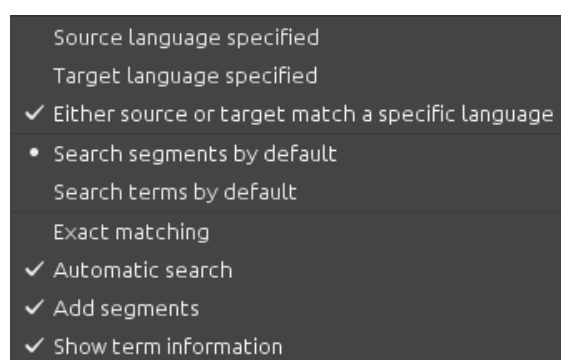 Source language specified
Target language specified
Either source or target match a specific language
Search segments by default
Search terms by default
Exact matching
Automatic search
Add segments
Show term information